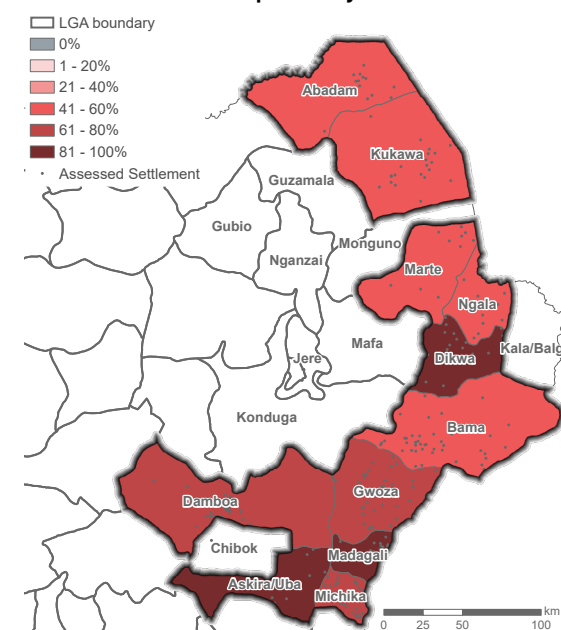 LGA boundary
0%
1 - 20%
21 - 40%
41 - 60%
61 - 80%
81 - 100%
Assessed Settlement
Abadam
Kukawa
Guzamala
Gubio
Monguno
Nganzai
Marte
Ngala
Mafa
Kala/Balg
Jere
Dikwa
Konduga
Bama
Gwoza
Damboa
Chibok
Madagali
Askira/Uba
Michika
km
0 25 50 100